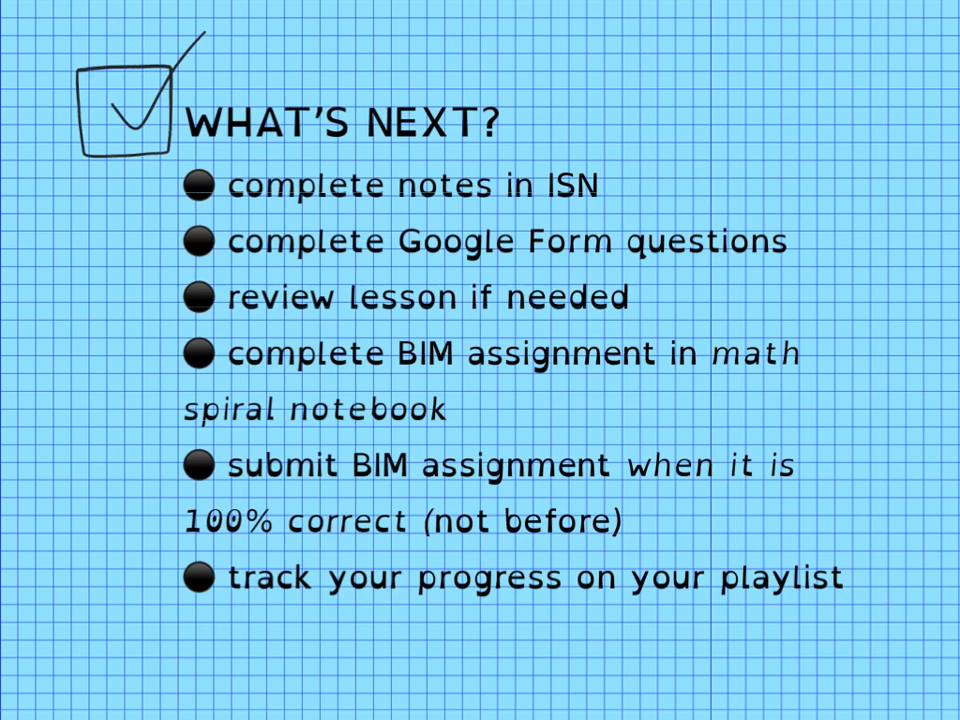 WHAT'S NEXT?
● complete notes in ISN
● complete Google Form questions
● review lesson if needed
● complete BIM assignment in math
spiral notebook
● submit BIM assignment when it is
100% correct (not before)
● track your progress on your playlist